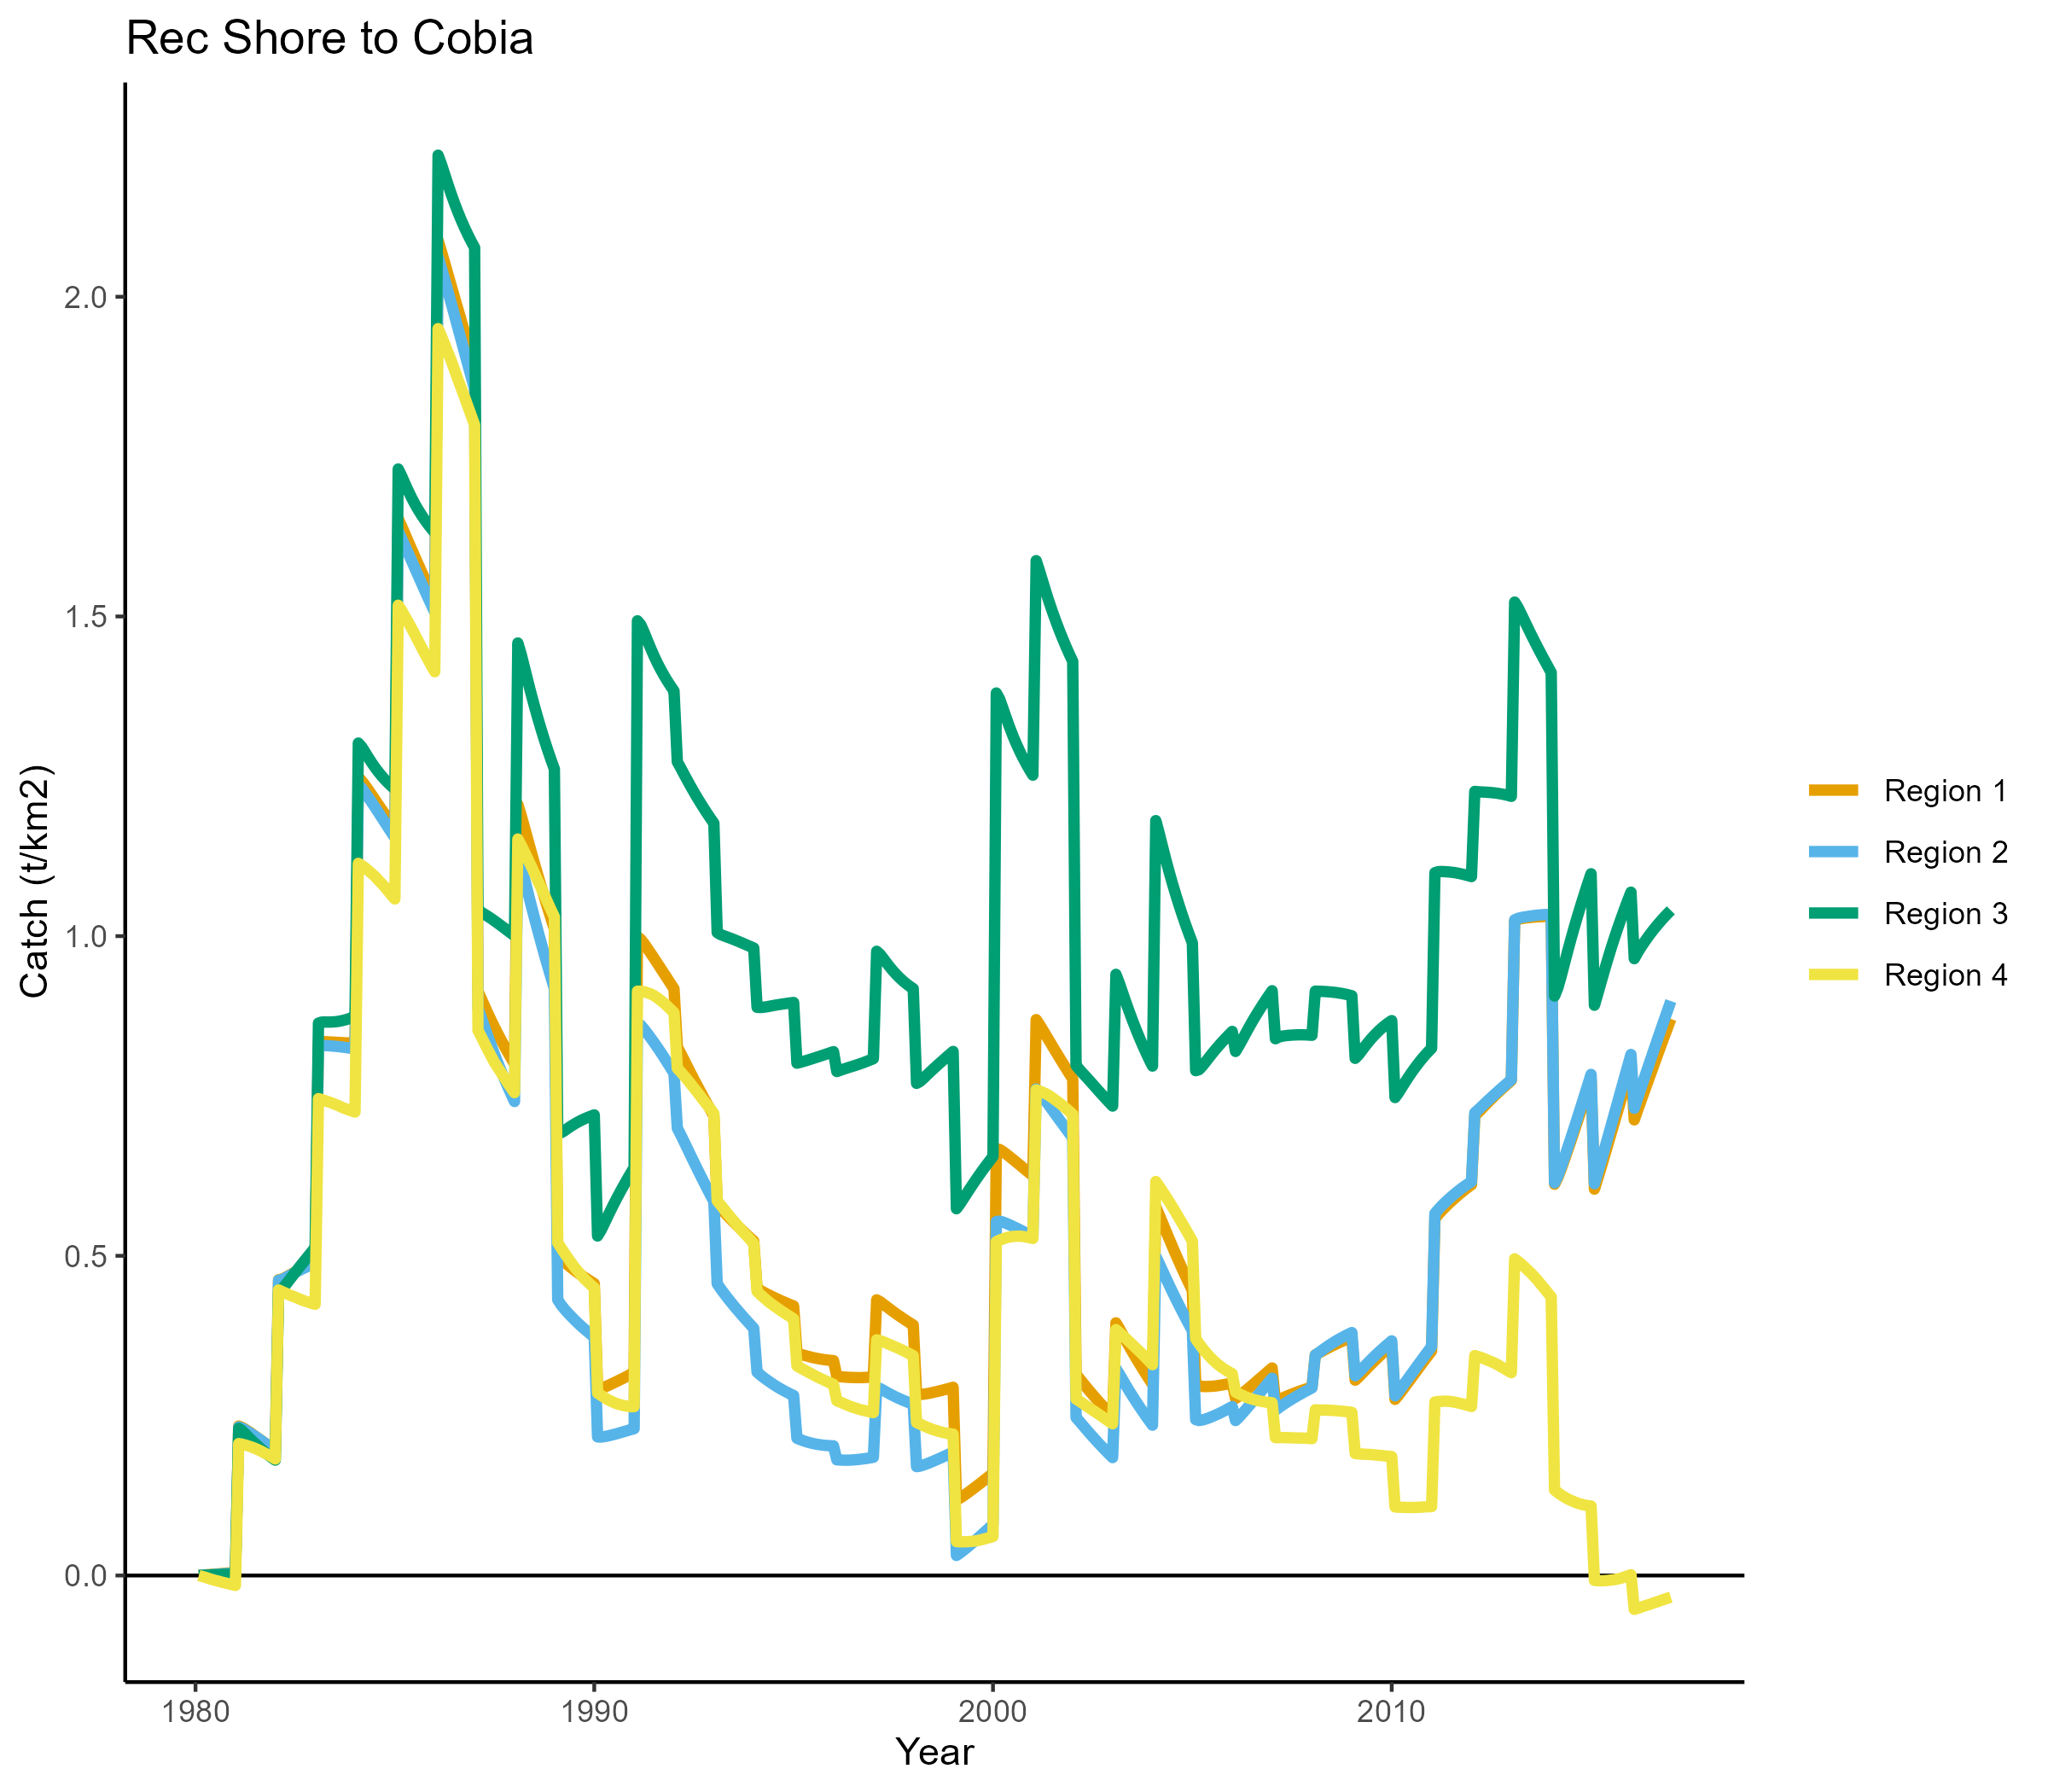 Rec Shore to Cobia
Catch (t/km2)
2.0
1.5
1.0
0.5
0.0
1980 1990 2000 2010
Year
Region 1
Region 2
Region 3
Region 4